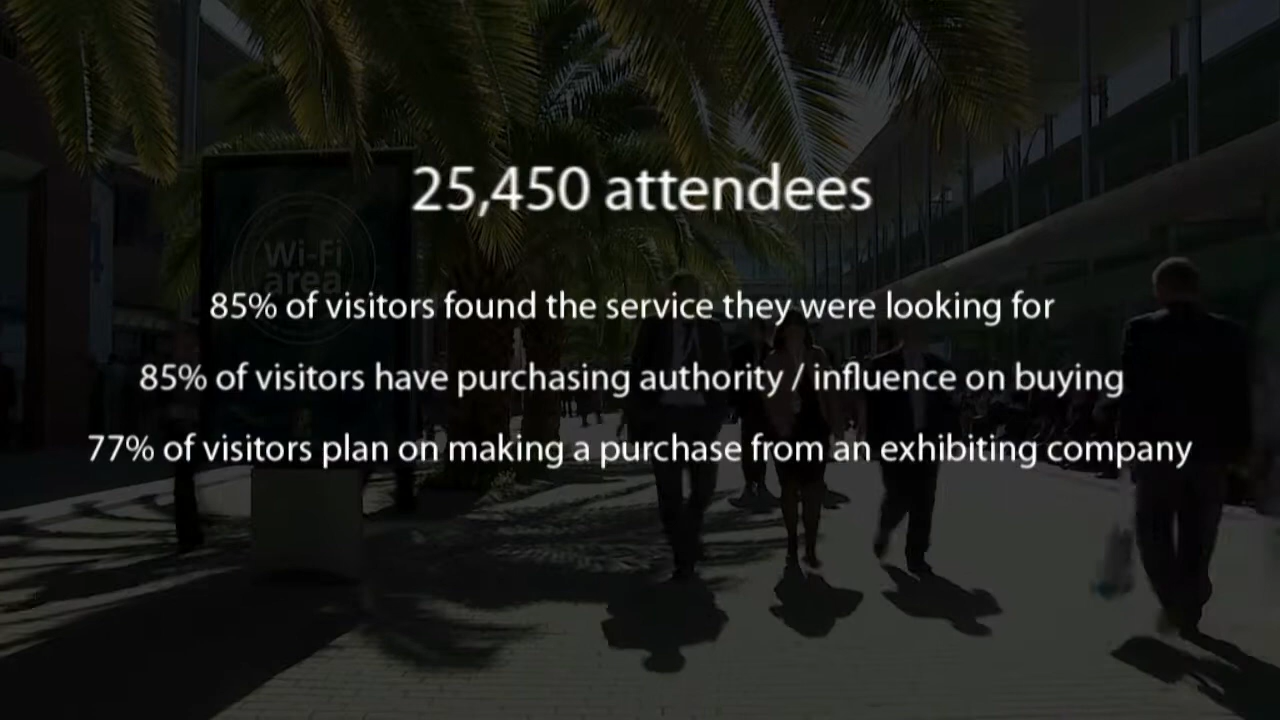 25,450 attendees
Wi-Fi
area
85% of visitors found the service they were looking for
85% of visitors have purchasing authority / influence on buying
77% of visitors plan on making a purchase from an exhibiting company